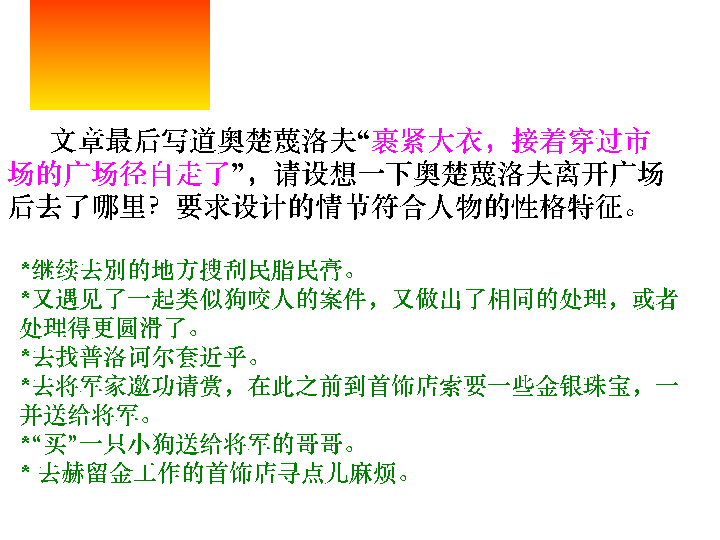 文章最后写道奥楚蔑洛夫“裹紧大衣，接着穿过市
场的广场径自走了”，请设想一下奥楚蔑洛夫离开广场
后去了哪里？要求设计的情节符合人物的性格特征。
*继续去别的地方搜刮民脂民膏。
*又遇见了一起类似狗咬人的案件，又做出了相同的处理，或者
处理得更圆滑了。
*去找普洛诃尔套近乎。
*去将军家邀功请赏，在此之前到首饰店索要一些金银珠宝，一
并送给将军。
*“买”一只小狗送给将军的哥哥。
* 去赫留金工作的首饰店寻点儿麻烦。